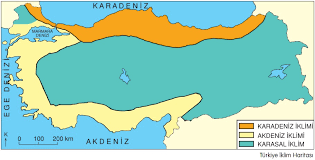 KARADENİZ
MARMARA
DENİZİ
EGE DENİZİ
K
0 100 200 km
AKDENİZ
KARADENİZ İKLİMİ
AKDENİZ İKLİMİ
KARASAL İKLİM
Türkiye İklim Haritası